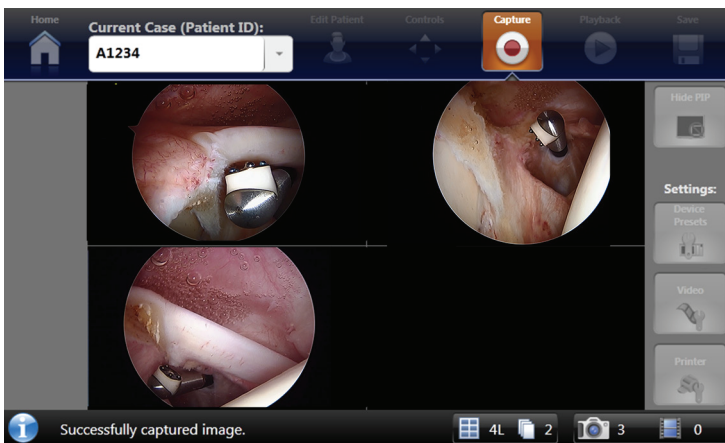 Home
Current Case (Patient ID):
Edit Patient
Controls
Capture
Playback
Save
A1234
Hide PIP
Settings:
Device
Presets
Video
Printer
Successfully captured image.
4L
2
3
0